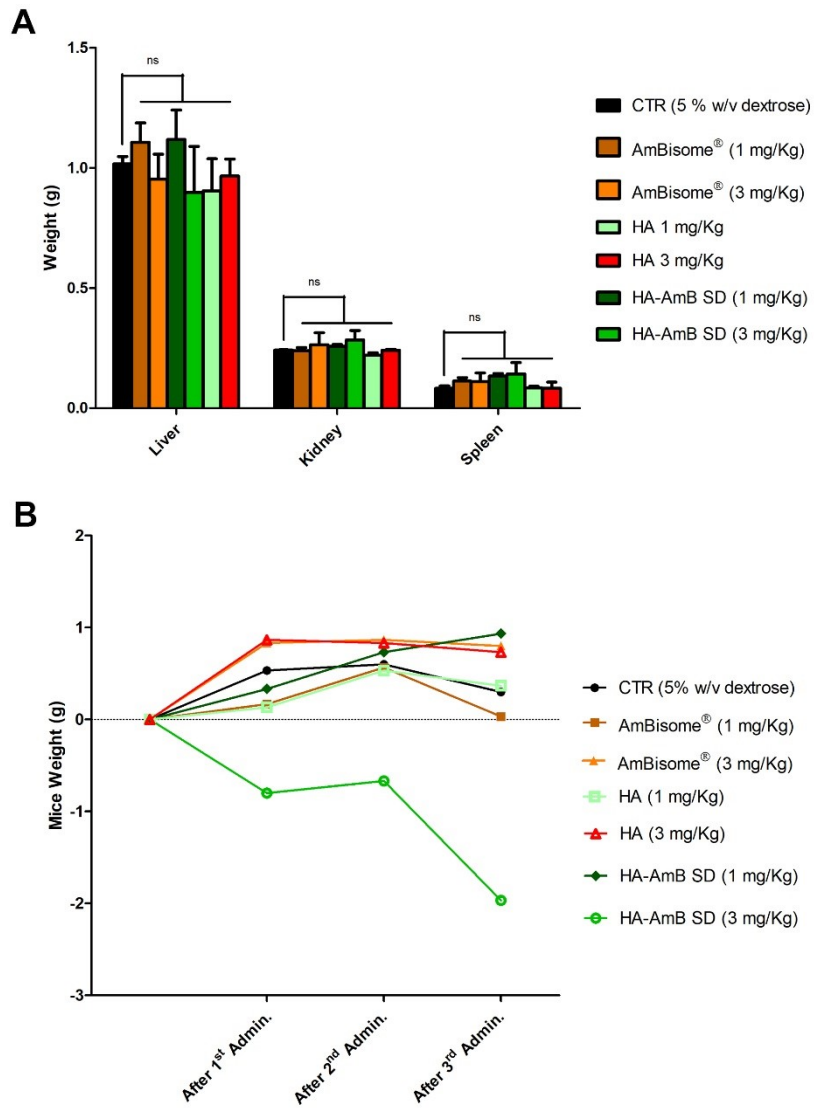 A
1.5
1.0
0.5
0.0
Weight (g)
ns
ns
ns
Liver
Kidney
Spleen
CTR (5 % w/v dextrose)
AmBisome® (1 mg/Kg)
AmBisome® (3 mg/Kg)
HA 1 mg/Kg
HA 3 mg/Kg
HA-AmB SD (1 mg/Kg)
HA-AmB SD (3 mg/Kg)
B
2
1
0
-1
-2
-3
Mice Weight (g)
After 1st Admin.
After 2nd Admin.
After 3rd Admin.
CTR (5% w/v dextrose)
AmBisome® (1 mg/Kg)
AmBisome® (3 mg/Kg)
HA (1 mg/Kg)
HA (3 mg/Kg)
HA-AmB SD (1 mg/Kg)
HA-AmB SD (3 mg/Kg)